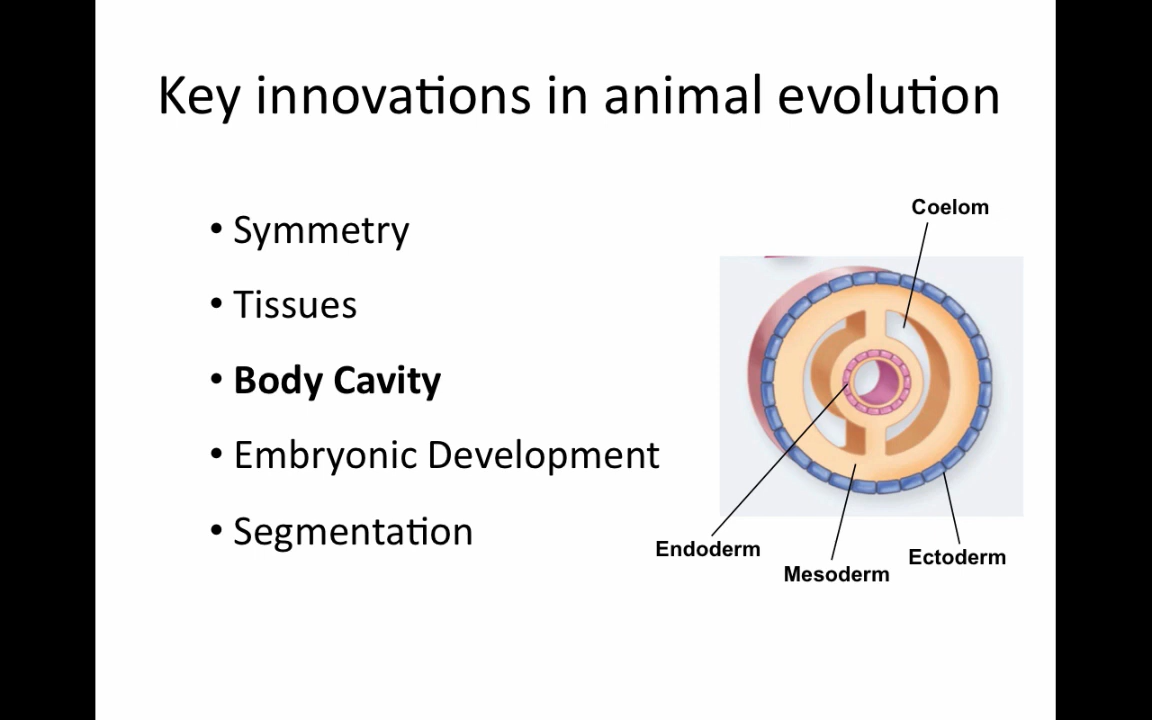 Key innovations in animal evolution
• Symmetry
• Tissues
• Body Cavity
• Embryonic Development
• Segmentation
Coelom
Endoderm
Mesoderm
Ectoderm